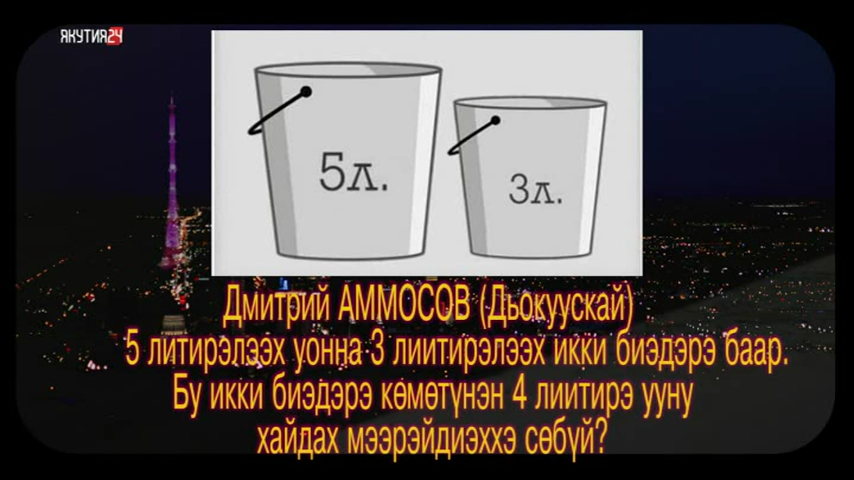 ЯКУТИЯ24
5л.
3л.
Дмитрий АММОСОВ (Дьокуускай)
5 литирэлээх уонна 3 лиитирэлээх икки биэдэрэ баар.
Бу икки биэдэрэ көмөтүнэн 4 лиитирэ ууну
хайдах мээрэйдиэххэ сөбүй?